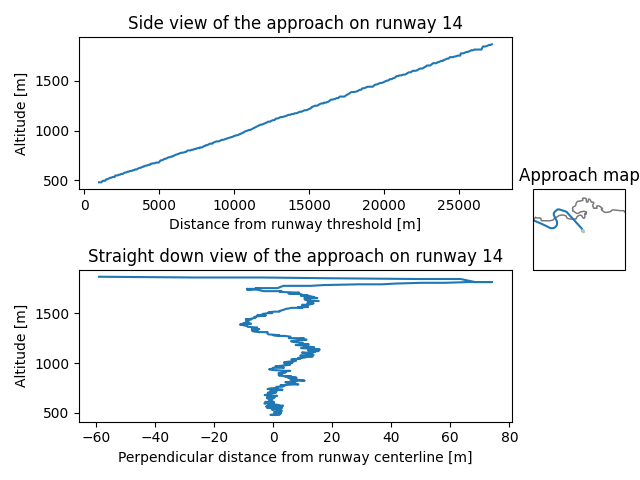 Side view of the approach on runway 14
Altitude [m]
1500
1000
500
0
5000
10000
15000
20000
25000
Distance from runway threshold [m]
Approach map
Straight down view of the approach on runway 14
Altitude [m]
1500
1000
500
−60
−40
−20
0
20
40
60
80
Perpendicular distance from runway centerline [m]